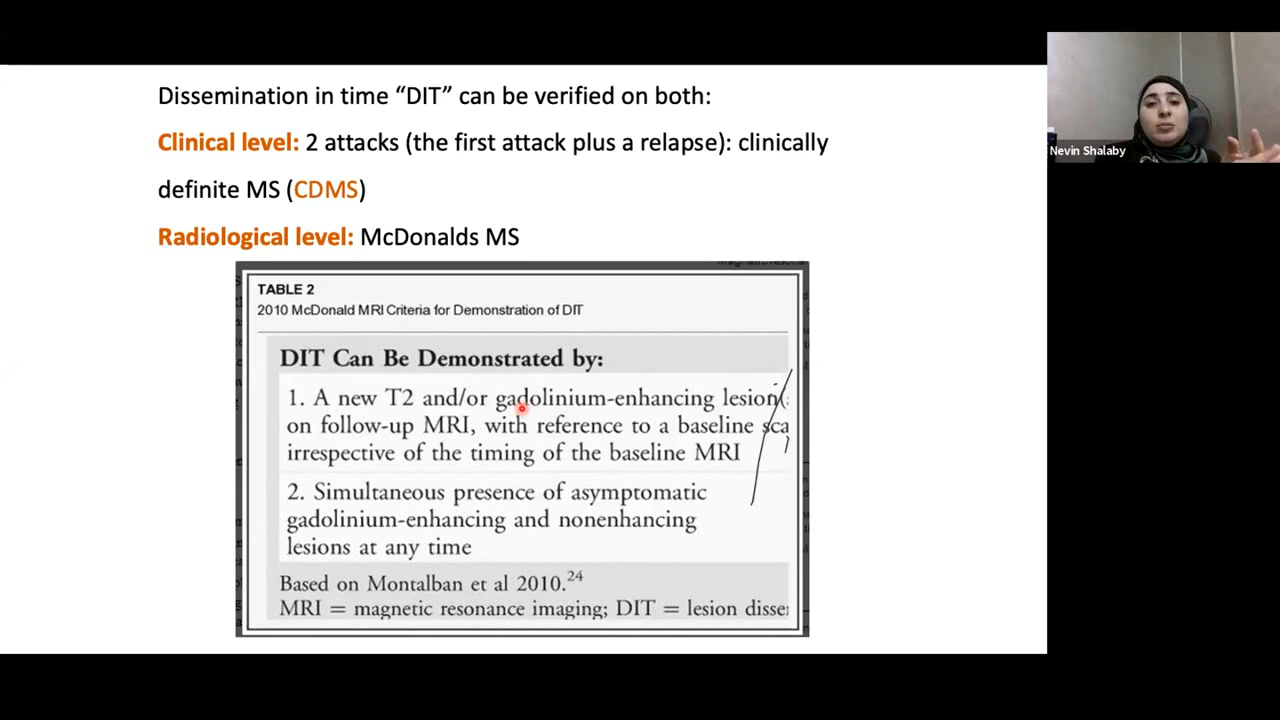 Dissemination in time “DIT” can be verified on both:
Clinical level: 2 attacks (the first attack plus a relapse): clinically
definite MS (CDMS)
Radiological level: McDonalds MS
TABLE 2
2010 McDonald MRI Criteria for Demonstration of DIT
DIT Can Be Demonstrated by:
1. A new T2 and/or gadolinium-enhancing lesion(
on follow-up MRI, with reference to a baseline sca
irrespective of the timing of the baseline MRI
2. Simultaneous presence of asymptomatic
gadolinium-enhancing and nonenhancing
lesions at any time
Based on Montalban et al 2010.24
MRI = magnetic resonance imaging; DIT = lesion disse
Nevin Shalaby